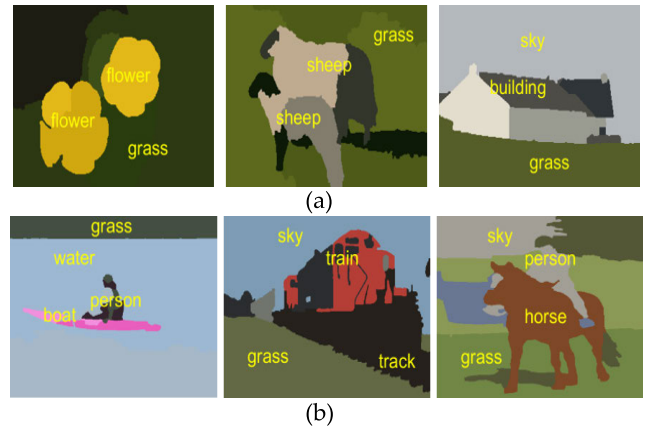 flower
flower
grass
grass
sheep
sheep
sky
building
grass
(a)
grass
water
person
boat
sky
train
grass
track
sky
person
horse
grass
(b)